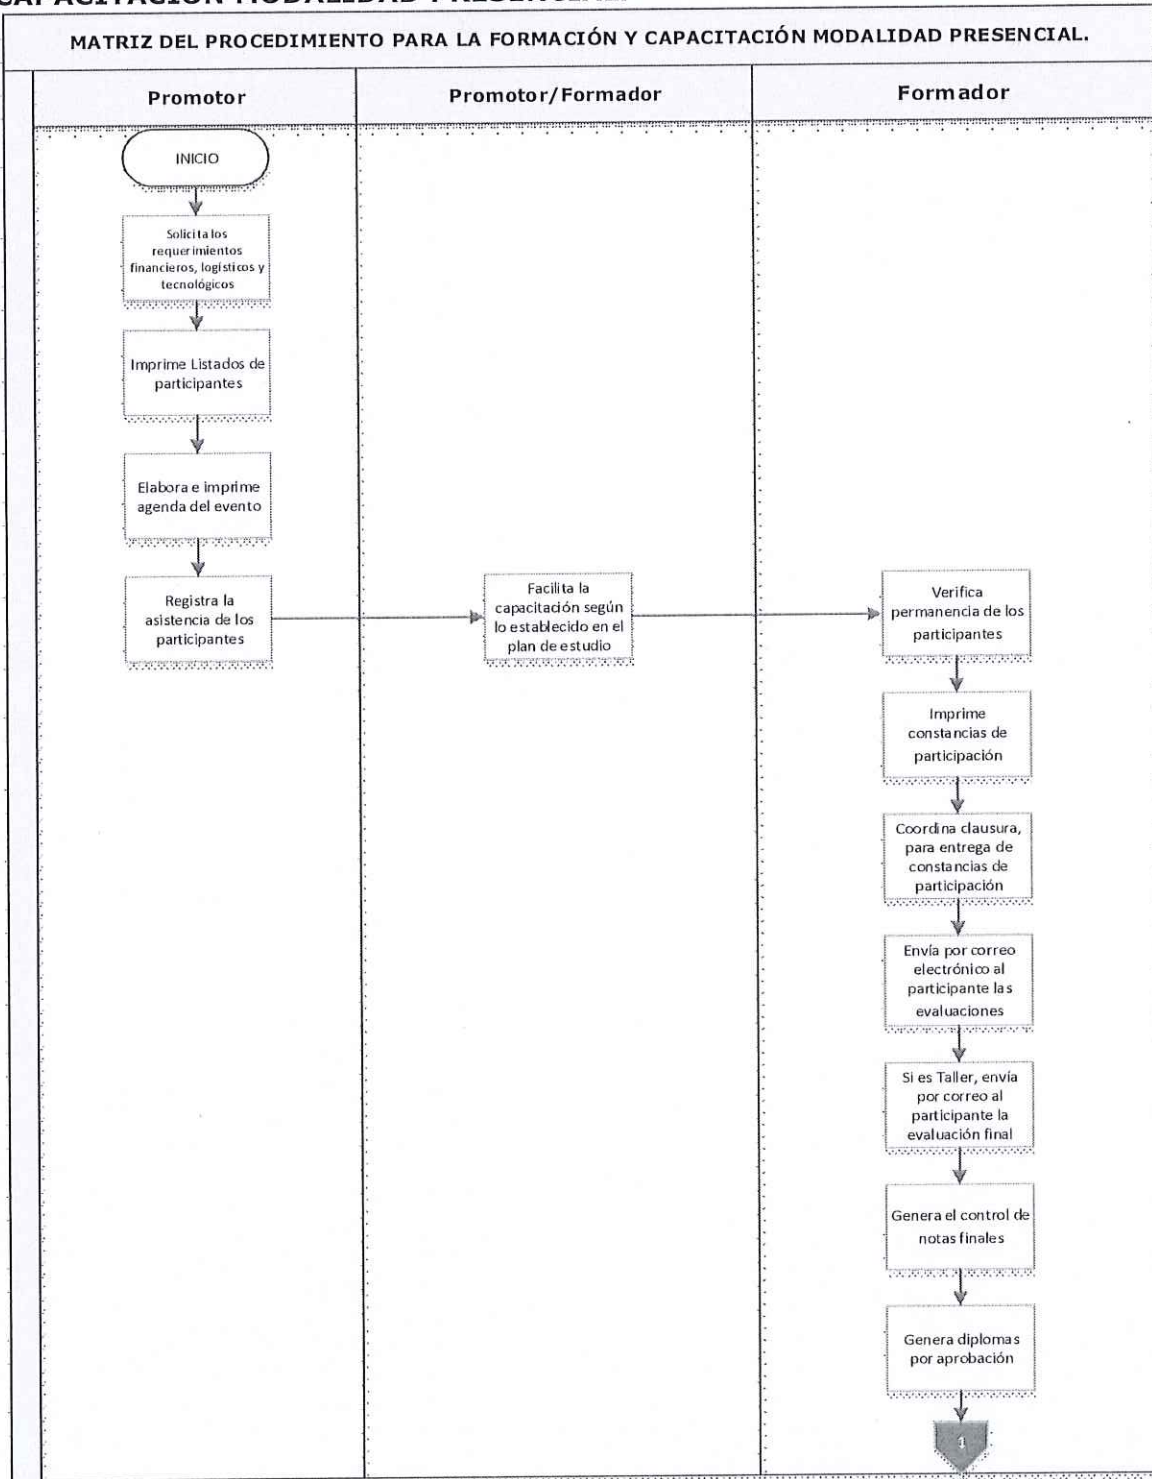 CAPACITACIÓN MODALIDAD PRESENCIAL.
MATRIZ DEL PROCEDIMIENTO PARA LA FORMACIÓN Y CAPACITACIÓN MODALIDAD PRESENCIAL.
Promotor
Promotor/Formador
Formador
INICIO
Solicita los
requerimientos
financieros, logísticos y
tecnológicos
Imprime Listados de
participantes
Elabora e imprime
agenda del evento
Registra la
asistencia de los
participantes
Facilita la
capacitación según
lo establecido en el
plan de estudio
Verifica
permanencia de los
participantes
Imprime
constancias de
participación
Coordina clausura,
para entrega de
constancias de
participación
Envía por correo
electrónico al
participante las
evaluaciones
Si es Taller, envía
por correo al
participante la
evaluación final
Genera el control de
notas finales
Genera diplomas
por aprobación
1